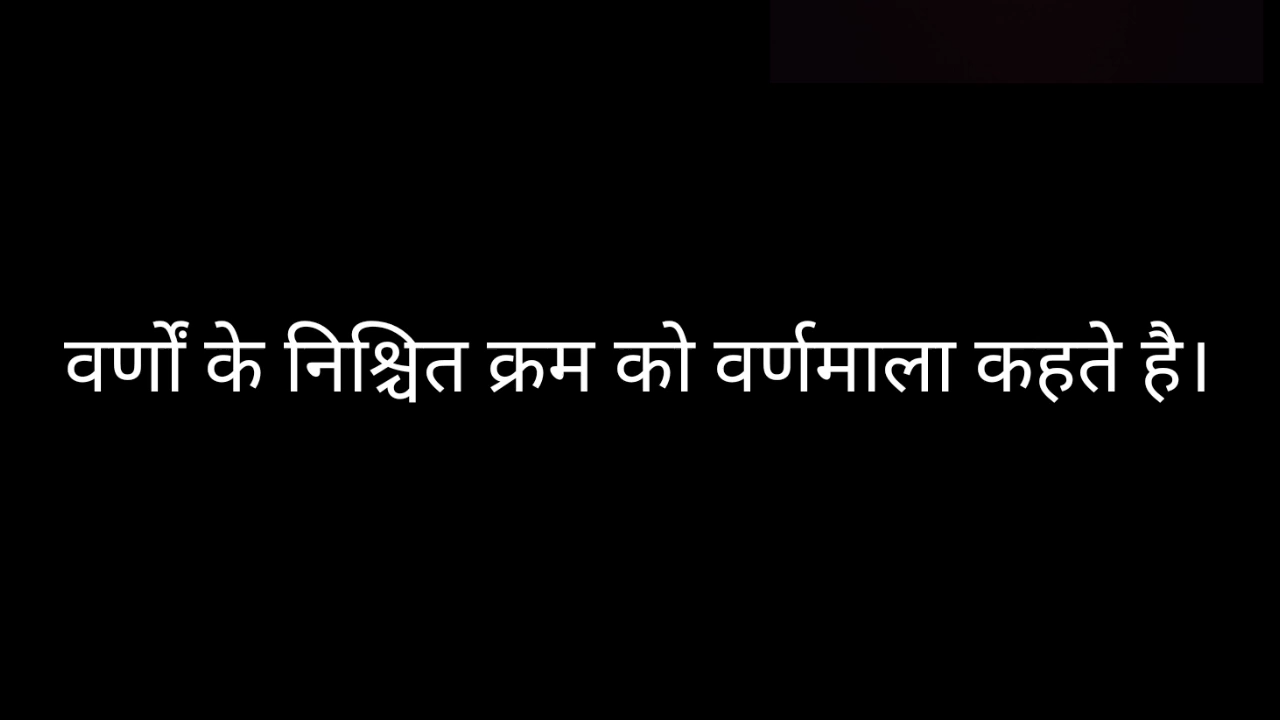 वर्णों के निश्चित क्रम को वर्णमाला कहते है।